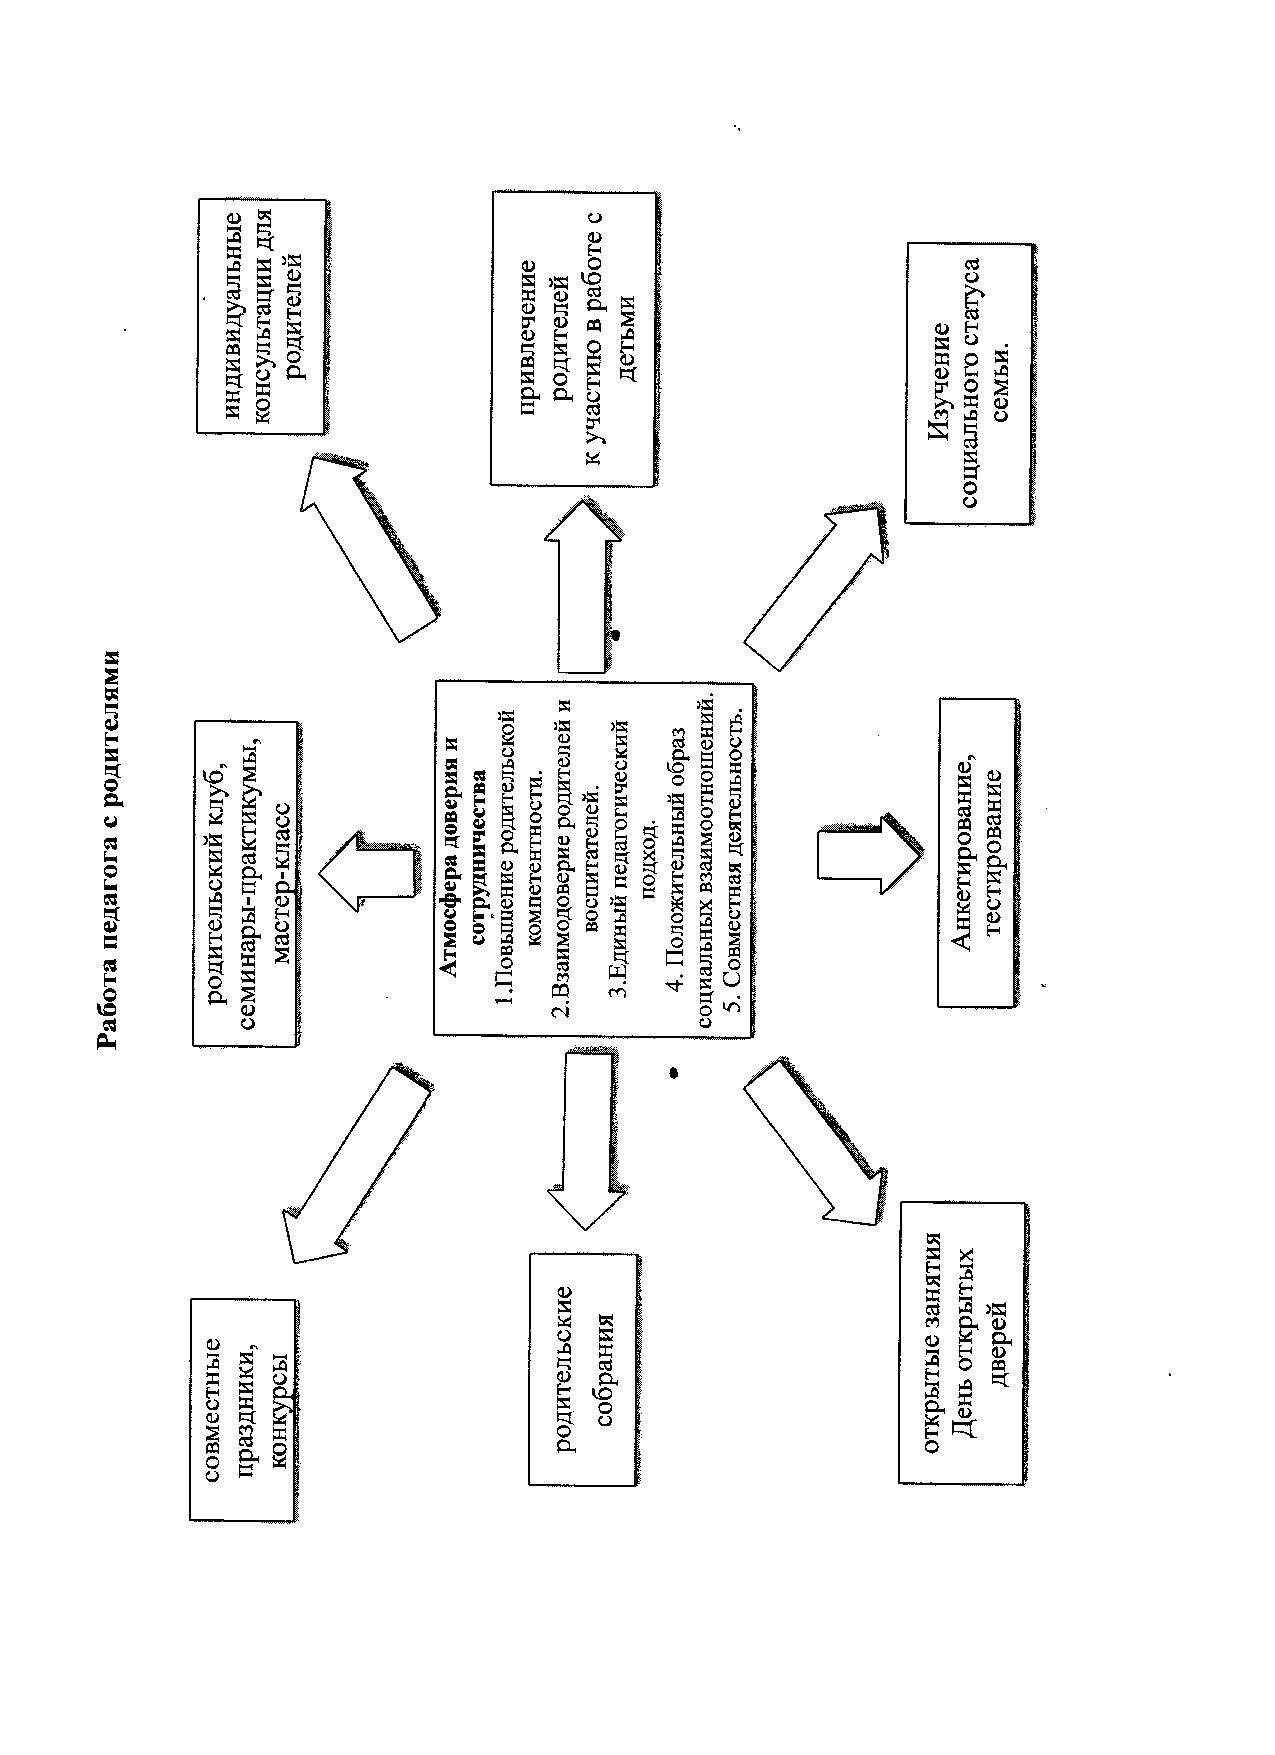 Работа педагога с родителями
совместные
праздники,
конкурсы
родительский клуб,
семинары-практикумы,
мастер-класс
индивидуальные
консультации для
родителей
родительские
собрания
Атмосфера доверия и
сотрудничества
1.Повышение родительской
компетентности.
2.Взаимодоверие родителей и
воспитателей.
3.Единый педагогический
подход.
4. Положительный образ
социальных взаимоотношений.
5. Совместная деятельность.
привлечение
родителей
к участию в работе с
детьми
открытые занятия
День открытых
дверей
Анкетирование,
тестирование
Изучение
социального статуса
семьи.